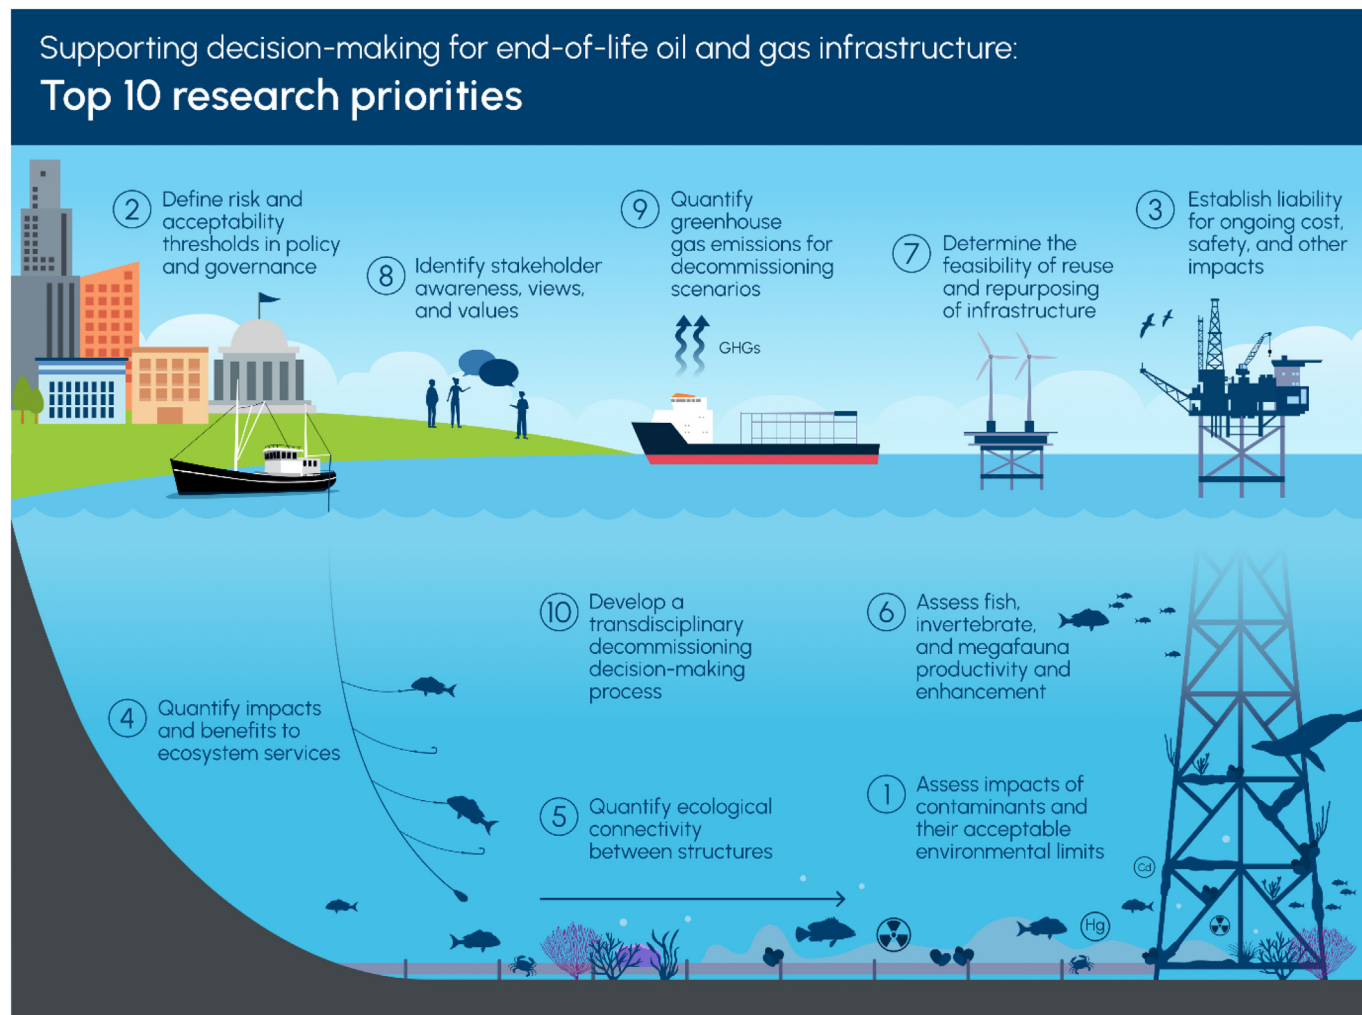 Supporting decision-making for end-of-life oil and gas infrastructure:
Top 10 research priorities
2
Define risk and
acceptability
thresholds in policy
and governance
8
Identify stakeholder
awareness, views,
and values
9
Quantify
greenhouse
gas emissions for
decommissioning
scenarios
GHGs
7
Determine the
feasibility of reuse
and repurposing
of infrastructure
3
Establish liability
for ongoing cost,
safety, and other
impacts
10
Develop a
transdisciplinary
decommissioning
decision-making
process
6
Assess fish,
invertebrate,
and megafauna
productivity and
enhancement
4
Quantify impacts
and benefits to
ecosystem services
5
Quantify ecological
connectivity
between structures
1
Assess impacts of
contaminants and
their acceptable
environmental limits
Cd
Hg